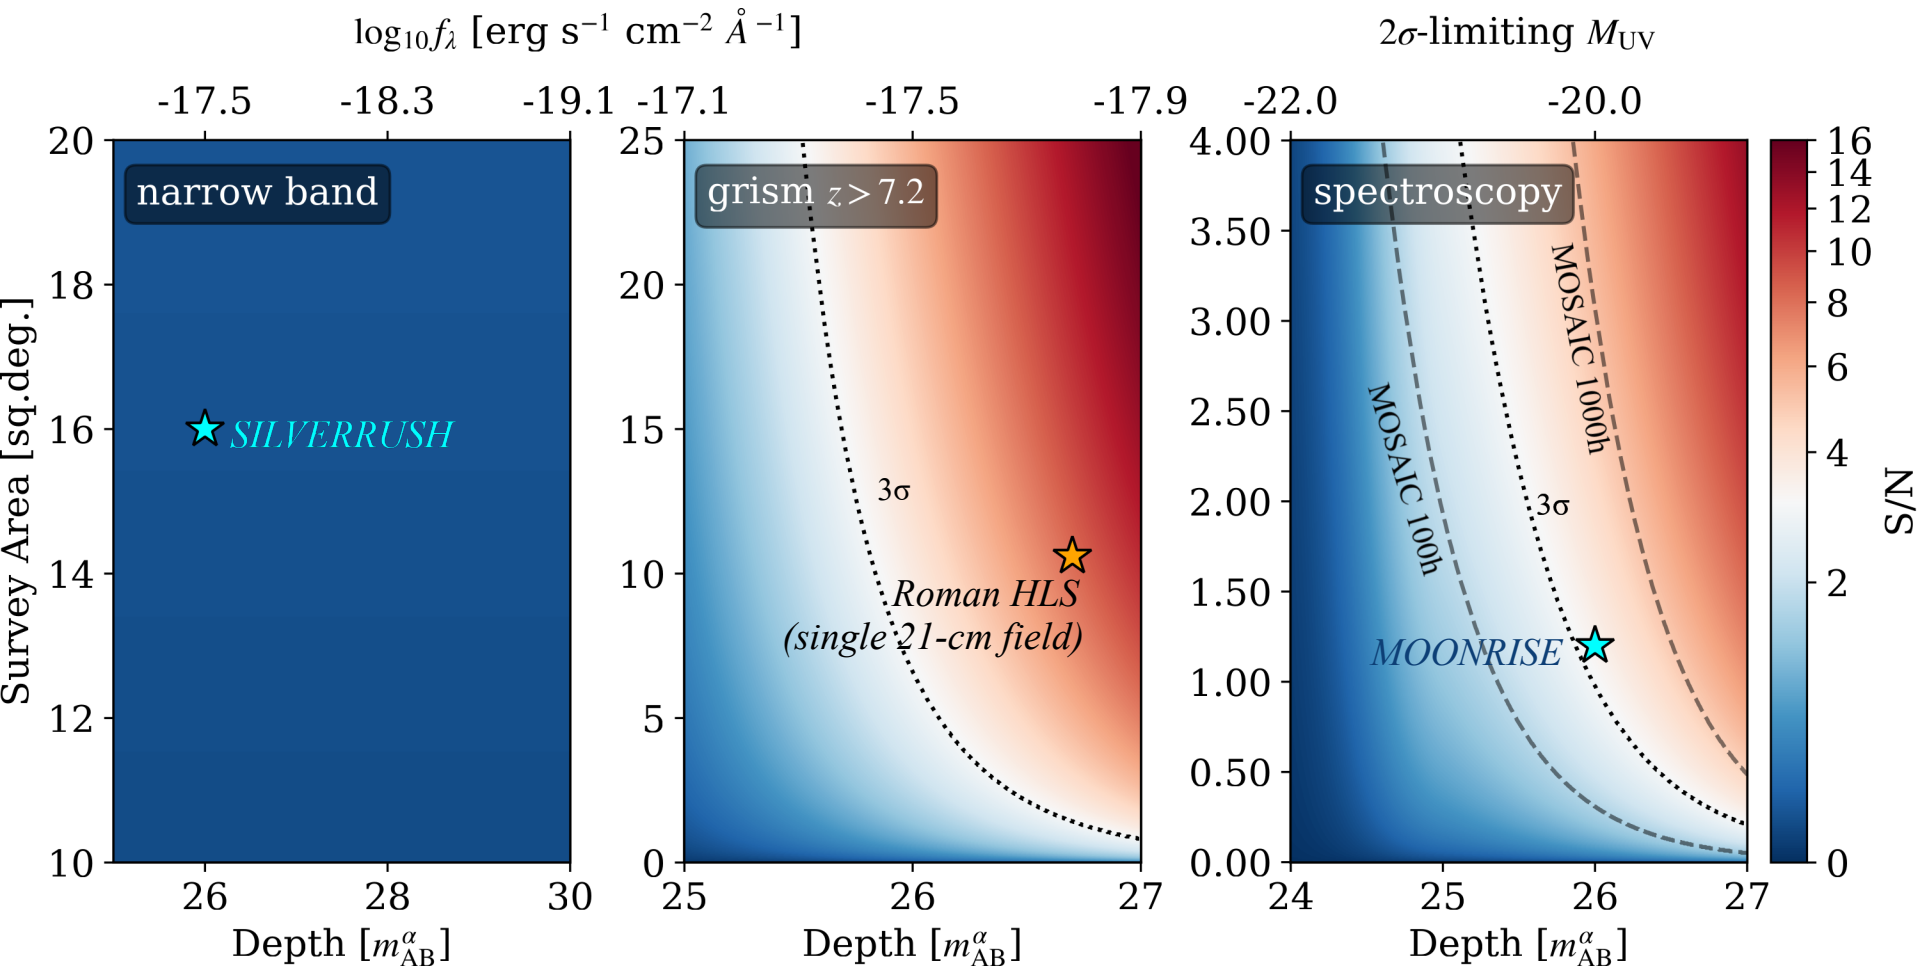 log₁₀fλ [erg s⁻¹ cm⁻² Å⁻¹]
2σ-limiting M_UV
-17.5 -18.3 -19.1 -17.1 -17.5 -17.9 -22.0 -20.0
narrow band
grism z > 7.2
spectroscopy
20
18
16
14
12
10
Survey Area [sq.deg.]
SILVERRUSH
26 28 30
Depth [m^α_AB]
25
20
15
10
5
0
3σ
Roman HLS
(single 21-cm field)
25 26 27
Depth [m^α_AB]
4.00
3.50
3.00
2.50
2.00
1.50
1.00
0.50
0.00
MOSAIC 100h
MOSAIC 1000h
3σ
MOONRISE
24 25 26 27
Depth [m^α_AB]
16
14
12
10
8
6
4
2
0
S/N